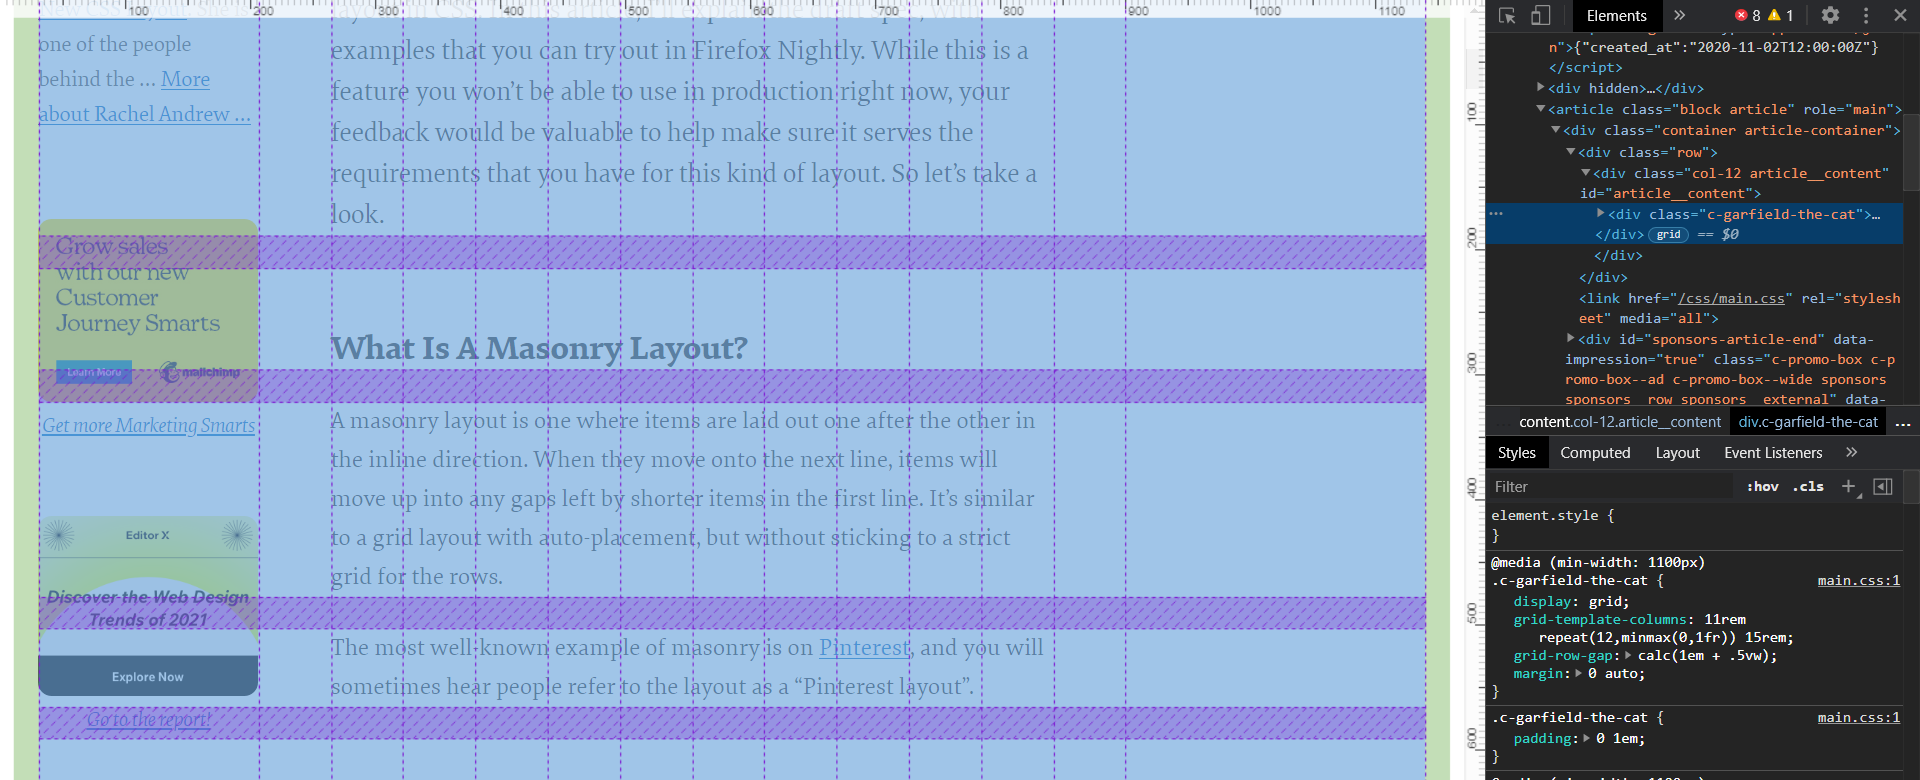 100 200 300 400 500 600 700 800 900 1000 1100
one of the people
behind the … More
about Rachel Andrew …
examples that you can try out in Firefox Nightly. While this is a
feature you won’t be able to use in production right now, your
feedback would be valuable to help make sure it serves the
requirements that you have for this kind of layout. So let’s take a
look.
Grow sales
with our new
Customer
Journey Smarts
Learn More
mailchimp
Get more Marketing Smarts
Editor X
Discover the Web Design
Trends of 2021
Explore Now
Go to the report!
What Is A Masonry Layout?
A masonry layout is one where items are laid out one after the other in
the inline direction. When they move onto the next line, items will
move up into any gaps left by shorter items in the first line. It’s similar
to a grid layout with auto-placement, but without sticking to a strict
grid for the rows.
The most well-known example of masonry is on Pinterest, and you will
sometimes hear people refer to the layout as a “Pinterest layout”.
100
200
300
400
500
600
Elements » 8 1
n">{"created_at":"2020-11-02T12:00:00Z"}
</script>
<div hidden>…</div>
<article class="block article" role="main">
<div class="container article-container">
<div class="row">
<div class="col-12 article__content"
id="article__content">
<div class="c-garfield-the-cat">…
</div> grid == $0
</div>
</div>
<link href="/css/main.css" rel="stylesh
eet" media="all">
<div id="sponsors-article-end" data-
impression="true" class="c-promo-box c-p
romo-box--ad c-promo-box--wide sponsors
sponsors__row sponsors__external" data-
content.col-12.article__content div.c-garfield-the-cat ...
Styles Computed Layout Event Listeners »
Filter :hov .cls +
element.style {
}
@media (min-width: 1100px)
.c-garfield-the-cat { main.css:1
display: grid;
grid-template-columns: 11rem
repeat(12,minmax(0,1fr)) 15rem;
grid-row-gap: calc(1em + .5vw);
margin: 0 auto;
}
.c-garfield-the-cat { main.css:1
padding: 0 1em;
}